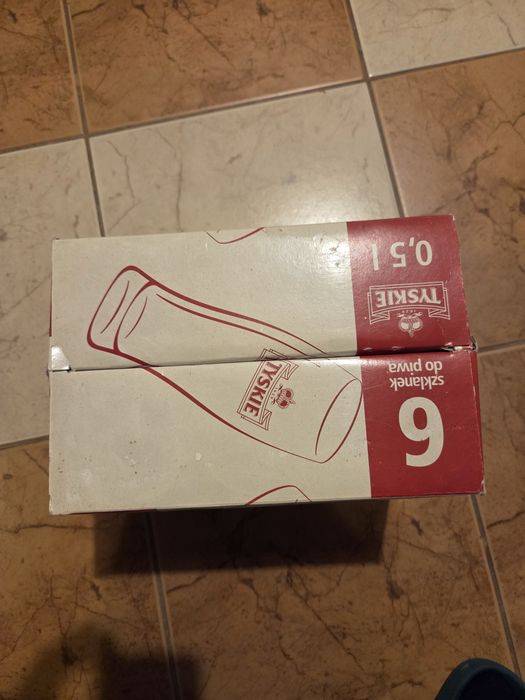 0,5 l
TYSKIE
szklanek
do piwa
6
TYSKIE